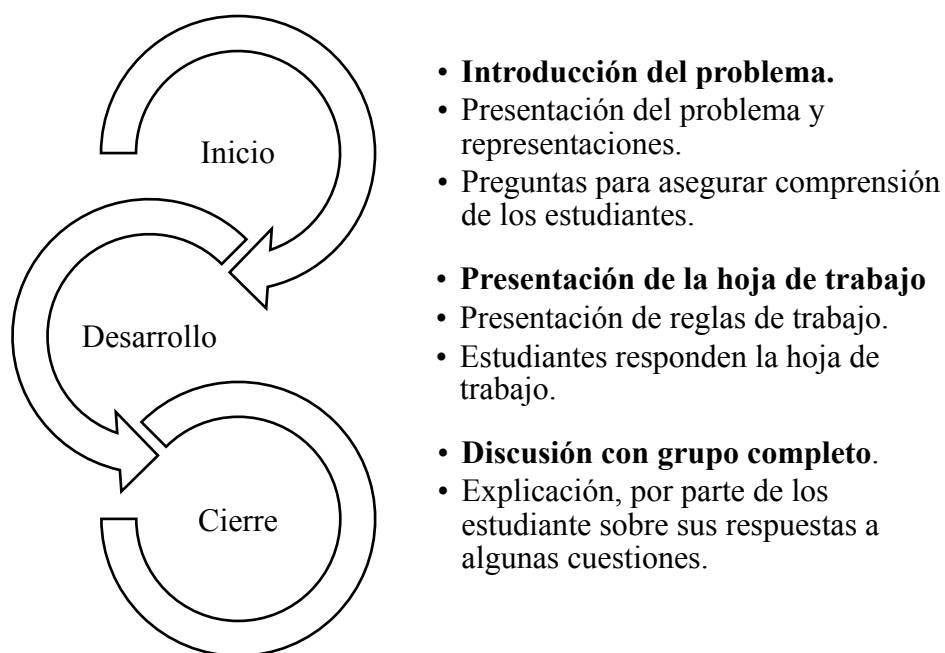 Inicio
• Introducción del problema.
• Presentación del problema y
representaciones.
• Preguntas para asegurar comprensión
de los estudiantes.
Desarrollo
• Presentación de la hoja de trabajo
• Presentación de reglas de trabajo.
• Estudiantes responden la hoja de
trabajo.
Cierre
• Discusión con grupo completo.
• Explicación, por parte de los
estudiante sobre sus respuestas a
algunas cuestiones.